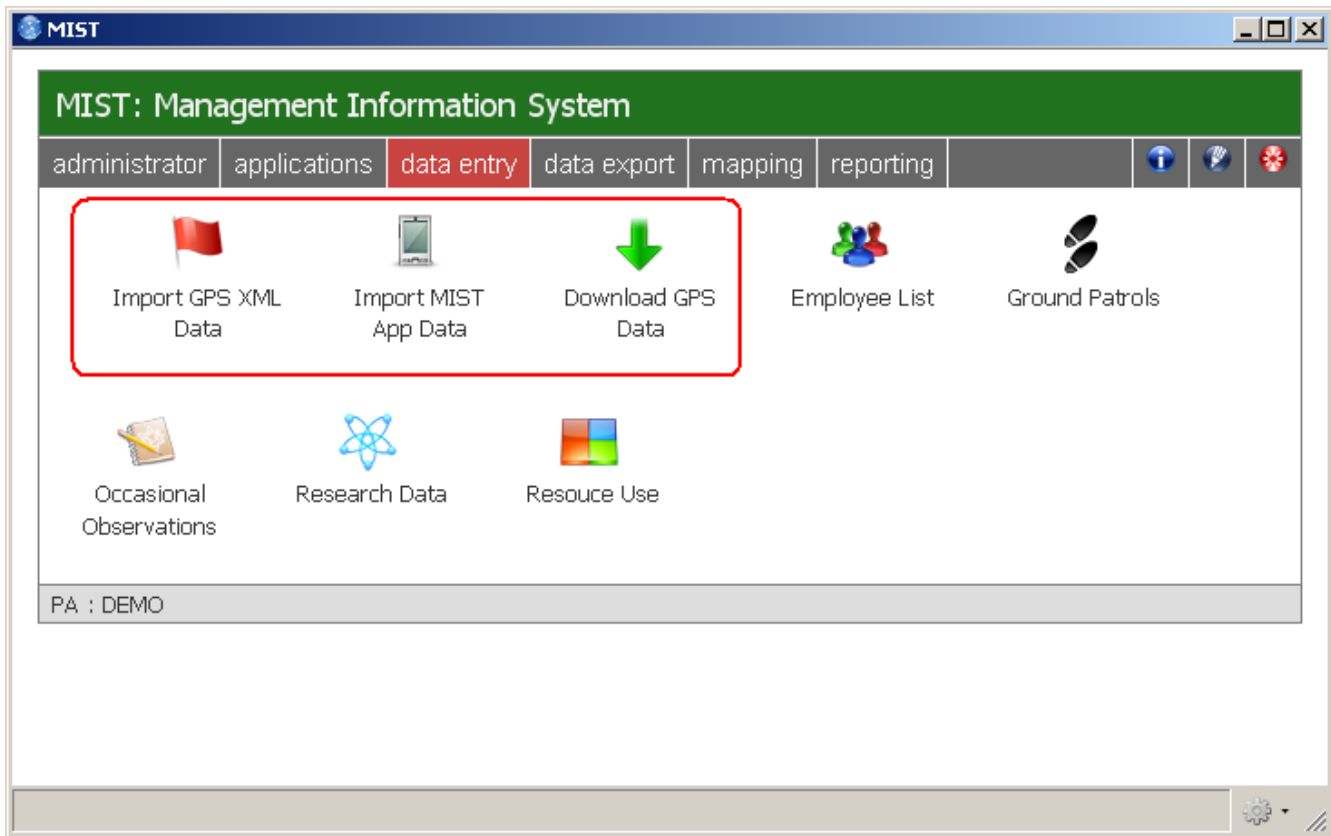 MIST
MIST: Management Information System
administrator applications data entry data export mapping reporting
Import GPS XML
Data
Import MIST
App Data
Download GPS
Data
Employee List
Ground Patrols
Occasional
Observations
Research Data
Resouce Use
PA : DEMO